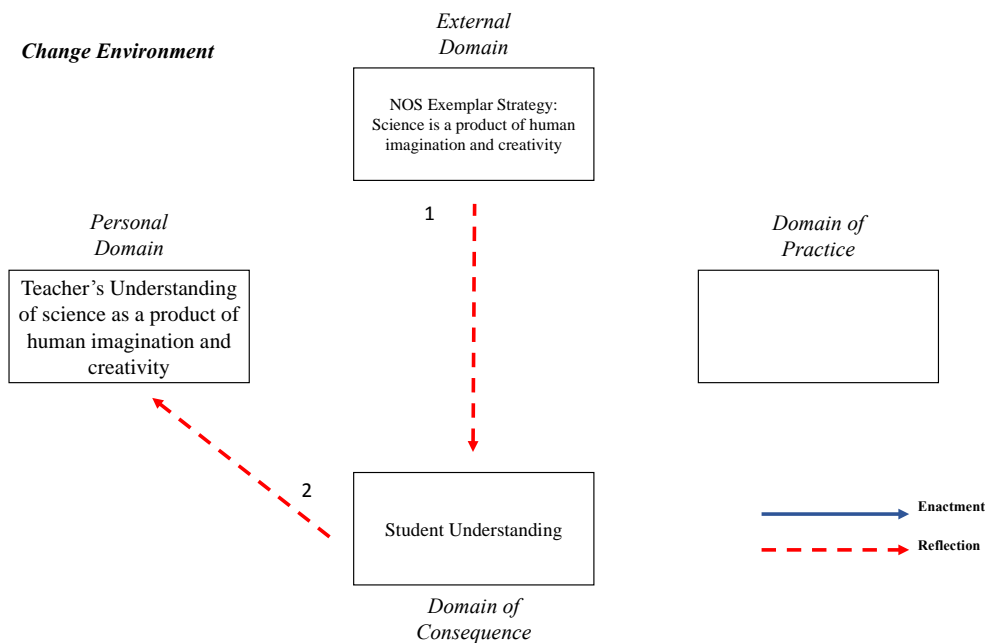 Change Environment
External
Domain
NOS Exemplar Strategy:
Science is a product of human
imagination and creativity
1
Personal
Domain
Teacher’s Understanding
of science as a product of
human imagination and
creativity
Domain of
Practice
2
Student Understanding
Domain of
Consequence
Enactment
Reflection